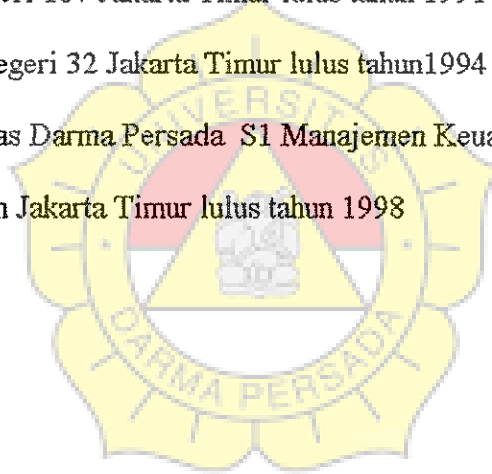 Jakarta Timur lulus tahun 1994
egeri 32 Jakarta Timur lulus tahun1994
as Darma Persada S1 Manajemen Keua
n Jakarta Timur lulus tahun 1998
UNIVERSITAS
DARMA PERSADA